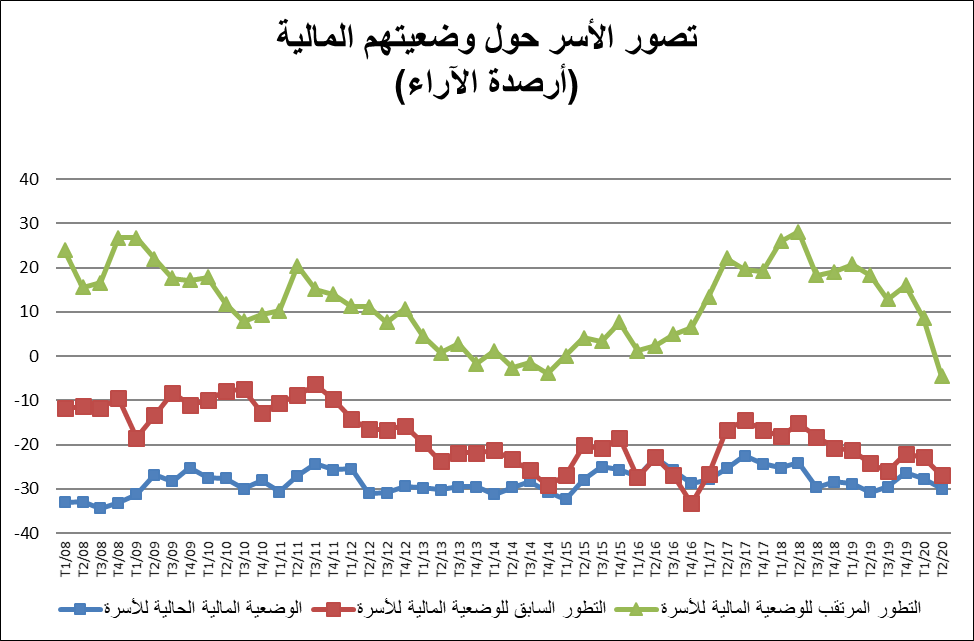 تصور الأسر حول وضعيتهم المالية
(أرصدة الآراء)
40
30
20
10
0
-10
-20
-30
-40
T1/08
T2/08
T3/08
T4/08
T1/09
T2/09
T3/09
T4/09
T1/10
T2/10
T3/10
T4/10
T1/11
T2/11
T3/11
T4/11
T1/12
T2/12
T3/12
T4/12
T1/13
T2/13
T3/13
T4/13
T1/14
T2/14
T3/14
T4/14
T1/15
T2/15
T3/15
T4/15
T1/16
T2/16
T3/16
T4/16
T1/17
T2/17
T3/17
T4/17
T1/18
T2/18
T3/18
T4/18
T1/19
T2/19
T3/19
T4/19
T1/20
T2/20
الوضعية المالية الحالية للأسرة
التطور السابق للوضعية المالية للأسرة
التطور المرتقب للوضعية المالية للأسرة